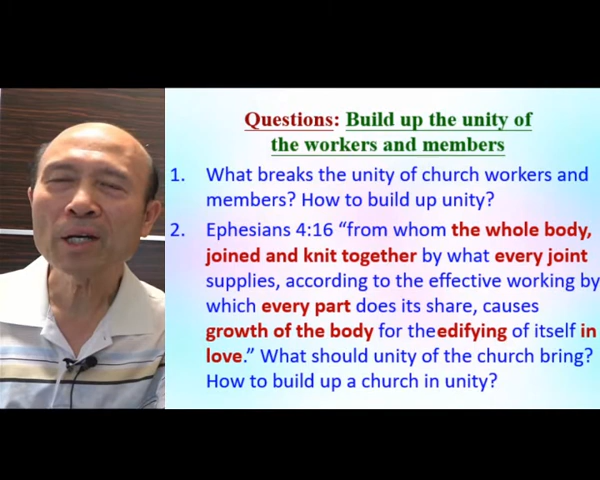 Questions: Build up the unity of
the workers and members
1. What breaks the unity of church workers and
members? How to build up unity?
2. Ephesians 4:16 “from whom the whole body,
joined and knit together by what every joint
supplies, according to the effective working by
which every part does its share, causes
growth of the body for theedifying of itself in
love.” What should unity of the church bring?
How to build up a church in unity?